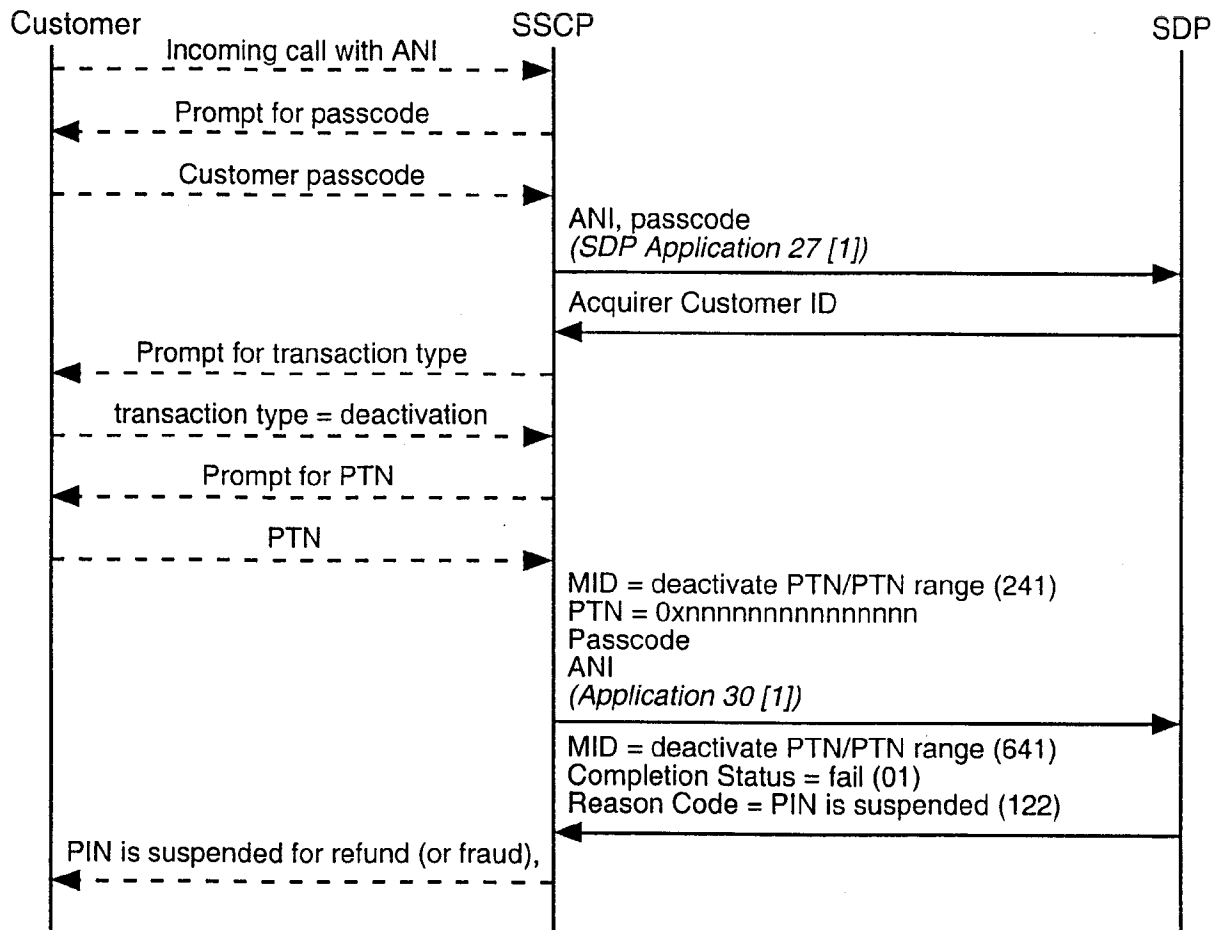 Customer
SSCP
SDP
Incoming call with ANI
Prompt for passcode
Customer passcode
ANI, passcode
(SDP Application 27 [1])
Acquirer Customer ID
Prompt for transaction type
transaction type = deactivation
Prompt for PTN
PTN
MID = deactivate PTN/PTN range (241)
PTN = 0xnnnnnnnnnnnnnnnn
Passcode
ANI
(Application 30 [1])
MID = deactivate PTN/PTN range (641)
Completion Status = fail (01)
Reason Code = PIN is suspended (122)
PIN is suspended for refund (or fraud),